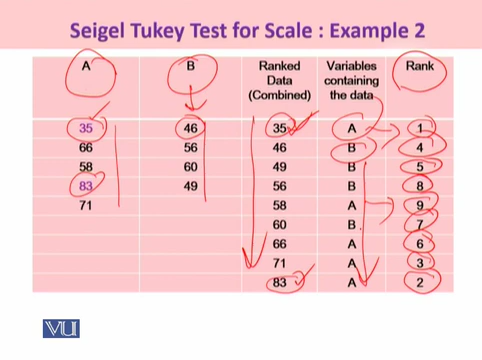 Seigel Tukey Test for Scale : Example 2
A B Ranked Data (Combined) Variables containing the data Rank
35 46 35 A 1
66 56 46 B 4
58 60 49 B 5
83 49 56 B 8
71 58 A 9
60 B 7
66 A 6
71 A 3
83 A 2
VU